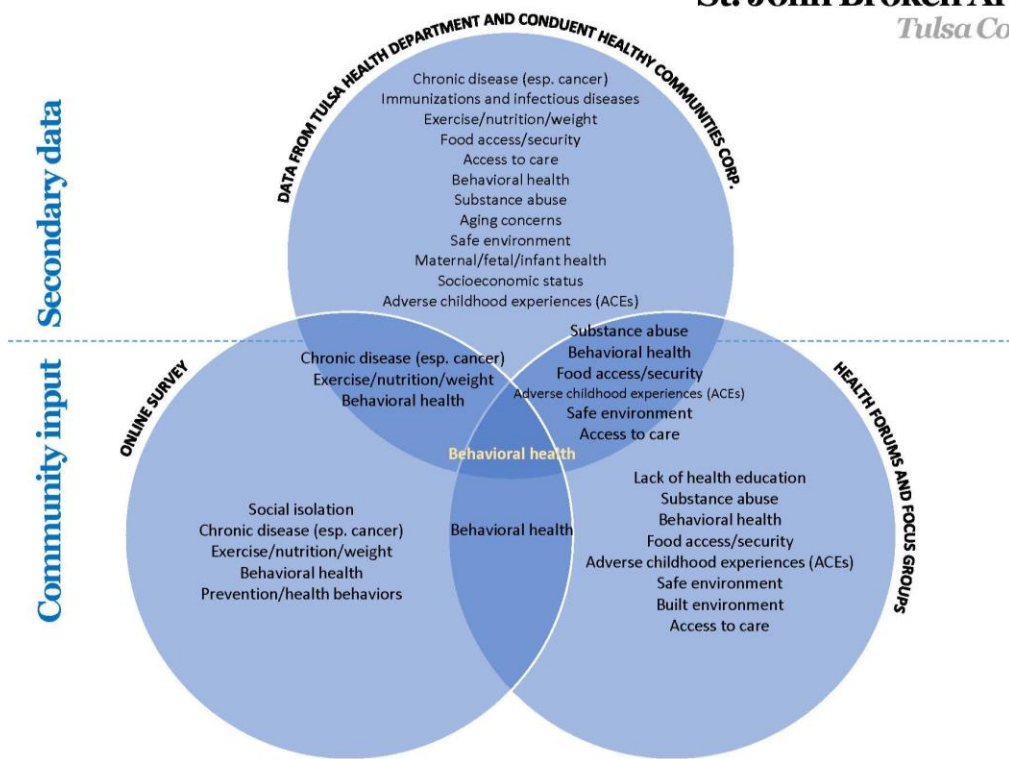 St. John Broken Ar
Tulsa Co
Secondary data
DATA FROM TULSA HEALTH DEPARTMENT AND CONDUENT HEALTHY COMMUNITIES CORP.
Chronic disease (esp. cancer)
Immunizations and infectious diseases
Exercise/nutrition/weight
Food access/security
Access to care
Behavioral health
Substance abuse
Aging concerns
Safe environment
Maternal/fetal/infant health
Socioeconomic status
Adverse childhood experiences (ACEs)
Community input
ONLINE SURVEY
Chronic disease (esp. cancer)
Exercise/nutrition/weight
Behavioral health
Substance abuse
Behavioral health
Food access/security
Adverse childhood experiences (ACEs)
Safe environment
Access to care
HEALTH FORUMS AND FOCUS GROUPS
Behavioral health
Social isolation
Chronic disease (esp. cancer)
Exercise/nutrition/weight
Behavioral health
Prevention/health behaviors
Behavioral health
Lack of health education
Substance abuse
Behavioral health
Food access/security
Adverse childhood experiences (ACEs)
Safe environment
Built environment
Access to care